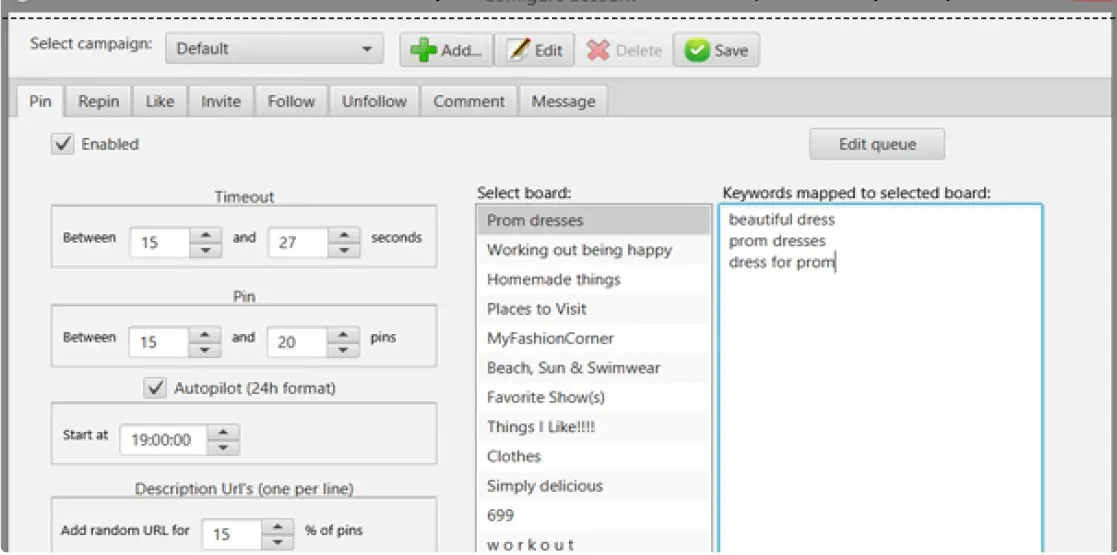 Configure account
Select campaign: Default Add... Edit Delete Save
Pin Repin Like Invite Follow Unfollow Comment Message
Enabled
Edit queue
Timeout
Between 15 and 27 seconds
Pin
Between 15 and 20 pins
Autopilot (24h format)
Start at 19:00:00
Description Url's (one per line)
Add random URL for 15 % of pins
Select board:
Prom dresses
Working out being happy
Homemade things
Places to Visit
MyFashionCorner
Beach, Sun & Swimwear
Favorite Show(s)
Things I Like!!!!
Clothes
Simply delicious
699
w o r k o u t
Keywords mapped to selected board:
beautiful dress
prom dresses
dress for prom